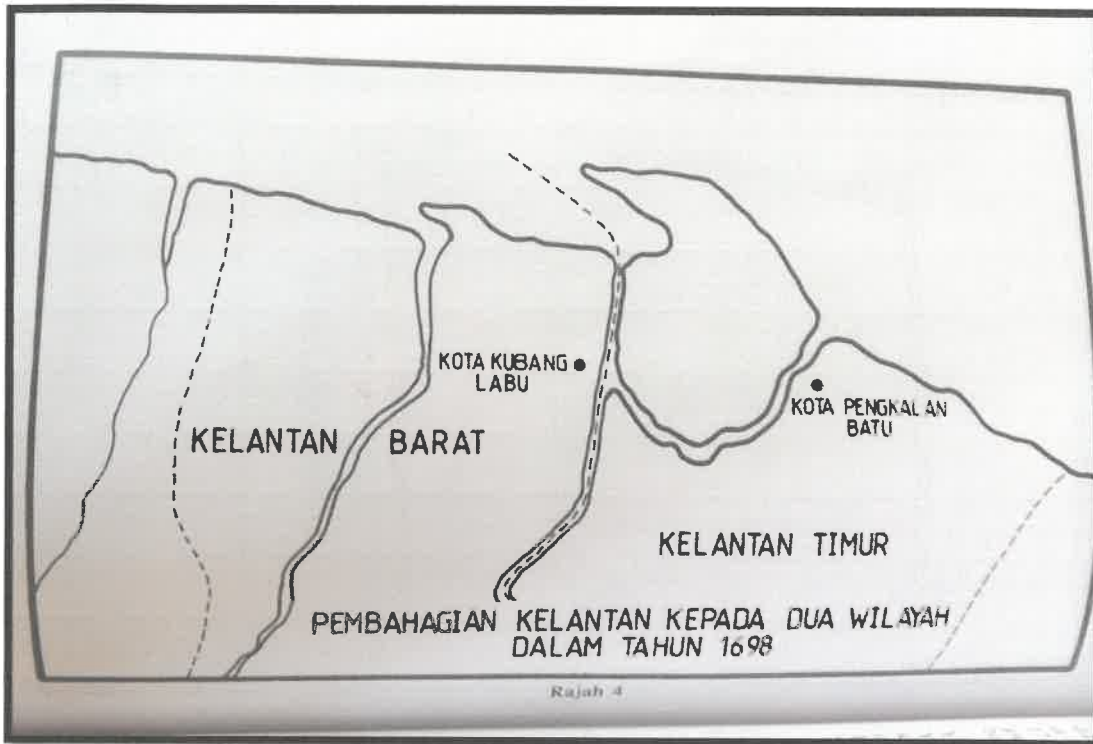 KOTA KUBANG
LABU
KOTA PENGKALAN
BATU
KELANTAN BARAT
KELANTAN TIMUR
PEMBAHAGIAN KELANTAN KEPADA DUA WILAYAH
DALAM TAHUN 1698
Rajah 4